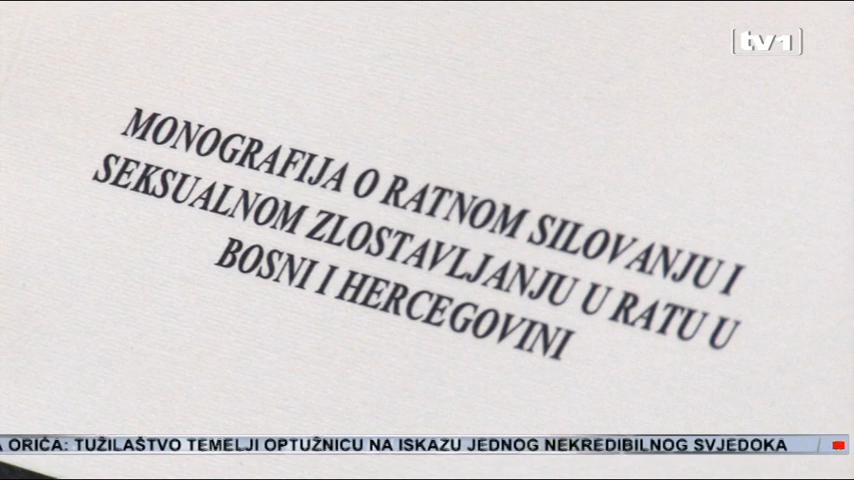 tv1
MONOGRAFIJA O RATNOM SILOVANJU I
SEKSUALNOM ZLOSTAVLJANJU U RATU U
BOSNI I HERCEGOVINI
A ORIĆA: TUŽILAŠTVO TEMELJI OPTUŽNICU NA ISKAZU JEDNOG NEKREDIBILNOG SVJEDOKA